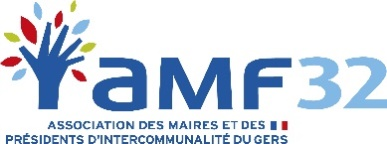 aMF32
ASSOCIATION DES MAIRES ET DES
PRÉSIDENTS D'INTERCOMMUNALITÉ DU GERS